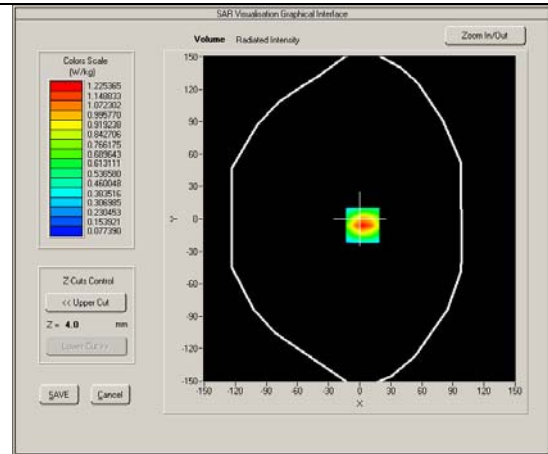 SAR Visualisation Graphical Interface
Volume Radiated Intensity
Zoom In/Out
Colors Scale
(W/kg)
1.225365
1.148833
1.072302
0.995770
0.919238
0.842706
0.766175
0.689643
0.613111
0.536580
0.460048
0.383516
0.306985
0.230453
0.153921
0.077390
150-
120-
90-
60-
30-
0-
-30-
-60-
-90-
-120-
-150-
Y
-150 -120 -90 -60 -30 0 30 60 90 120 150
X
Z Cuts Control
<< Upper Cut
Z = 4.0 mm
Lower Cut >>
SAVE Cancel